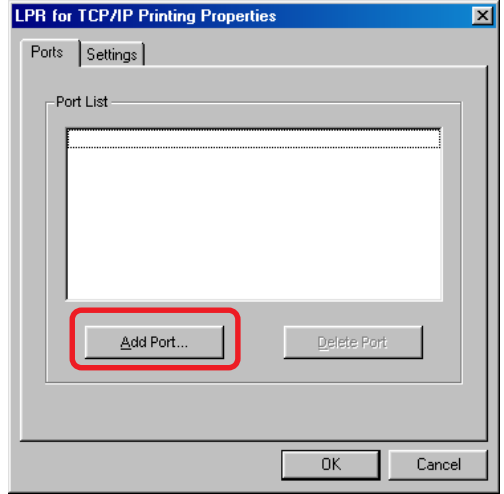 LPR for TCP/IP Printing Properties
Ports Settings
Port List
Add Port... Delete Port
OK Cancel